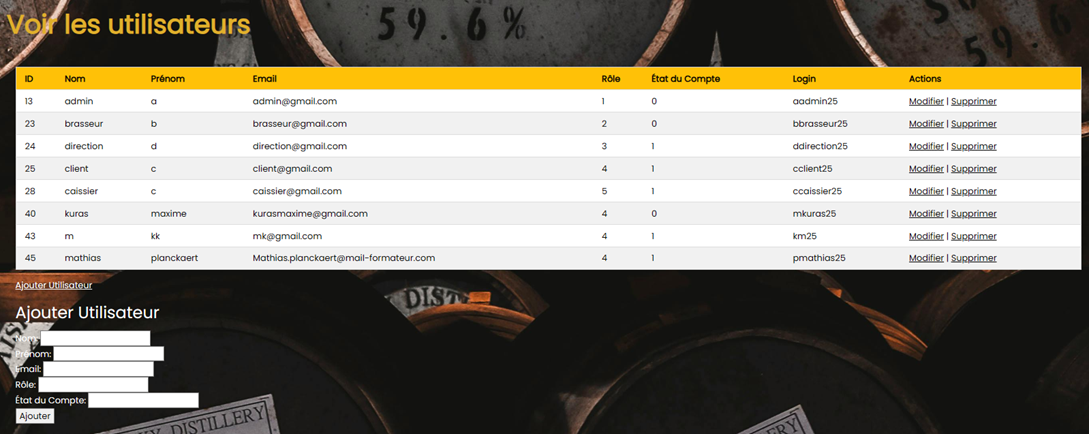 59.6%
59.6
Voir les utilisateurs
ID Nom Prénom Email Rôle État du Compte Login Actions
13 admin a admin@gmail.com 1 0 aadmin25 Modifier | Supprimer
23 brasseur b brasseur@gmail.com 2 0 bbrasseur25 Modifier | Supprimer
24 direction d direction@gmail.com 3 1 ddirection25 Modifier | Supprimer
25 client c client@gmail.com 4 1 cclient25 Modifier | Supprimer
28 caissier c caissier@gmail.com 5 1 ccaissier25 Modifier | Supprimer
40 kuras maxime kurasmaxime@gmail.com 4 0 mkuras25 Modifier | Supprimer
43 m kk mk@gmail.com 4 1 km25 Modifier | Supprimer
45 mathias planckaert Mathias.planckaert@mail-formateur.com 4 1 pmathias25 Modifier | Supprimer
Ajouter Utilisateur
DIST
Ajouter Utilisateur
Nom:
Prénom:
Email:
Rôle:
État du Compte:
Ajouter
DISTILLERY